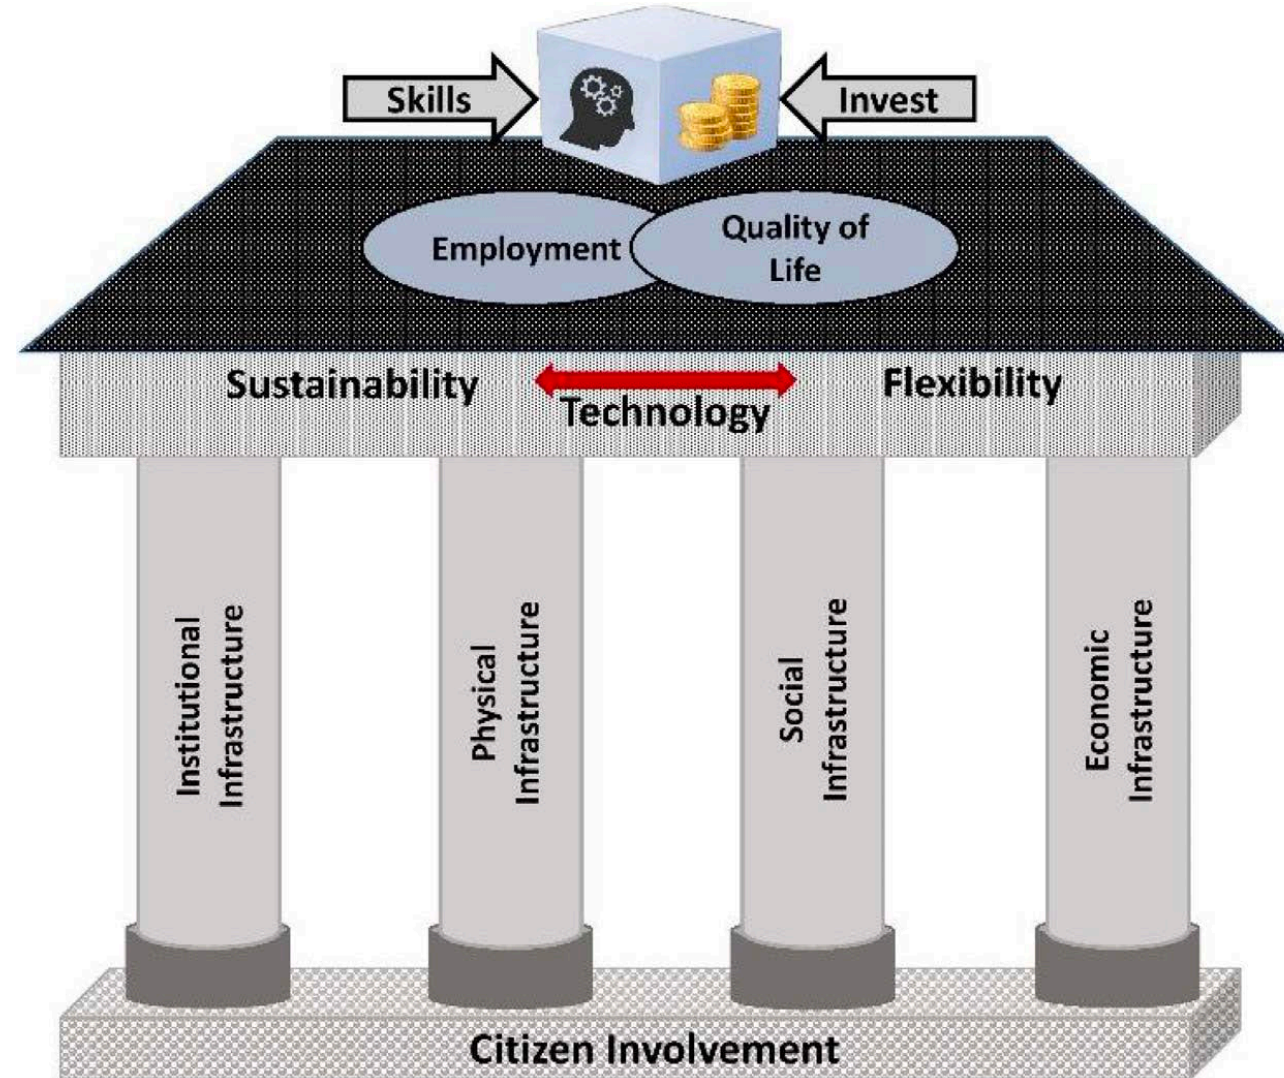 Skills
Invest
Employment
Quality of
Life
Sustainability
Flexibility
Technology
Institutional
Infrastructure
Physical
Infrastructure
Social
Infrastructure
Economic
Infrastructure
Citizen Involvement